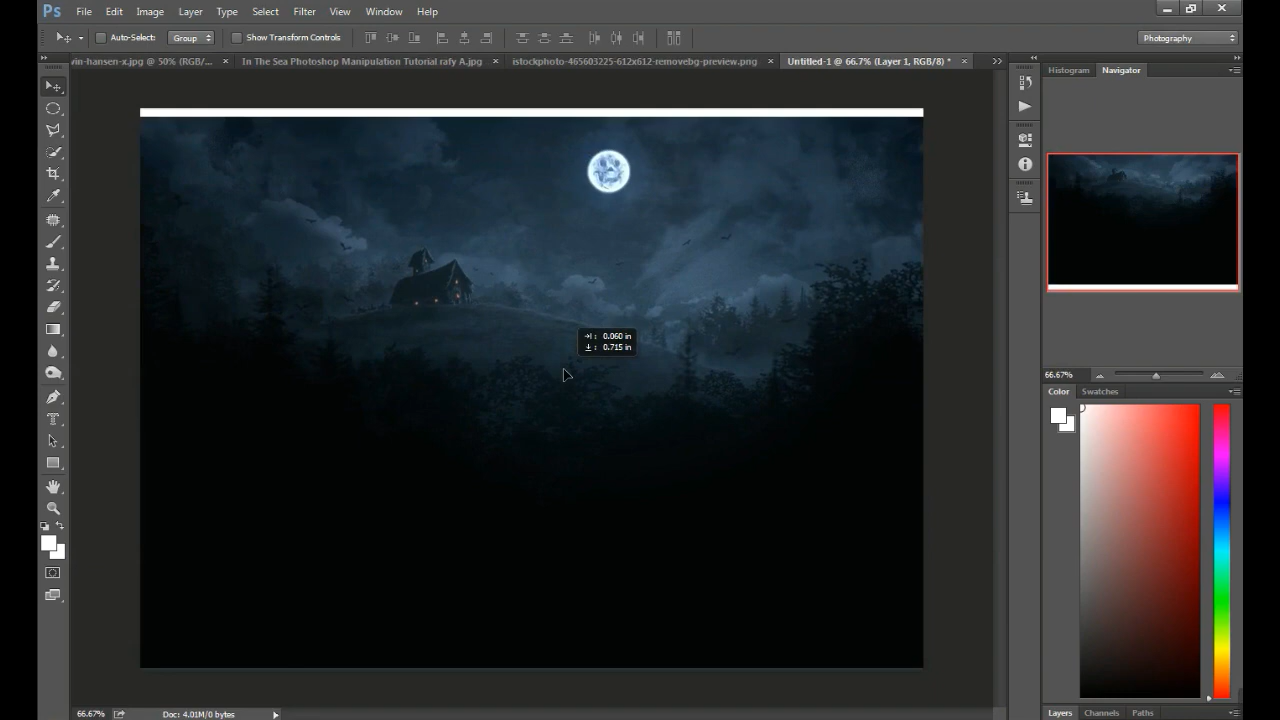 Ps File Edit Image Layer Type Select Filter View Window Help
Auto-Select: Group Show Transform Controls Photography
vin-hansen-x.jpg @ 50% (RGB/... In The Sea Photoshop Manipulation Tutorial rafy A.jpg istockphoto-465603225-612x612-removebg-preview.png Untitled-1 @ 66.7% (Layer 1, RGB/8) *
Histogram Navigator
0.060 in
0.715 in
66.67%
Color Swatches
T
66.67% Doc: 4.01M/0 bytes
Layers Channels Paths